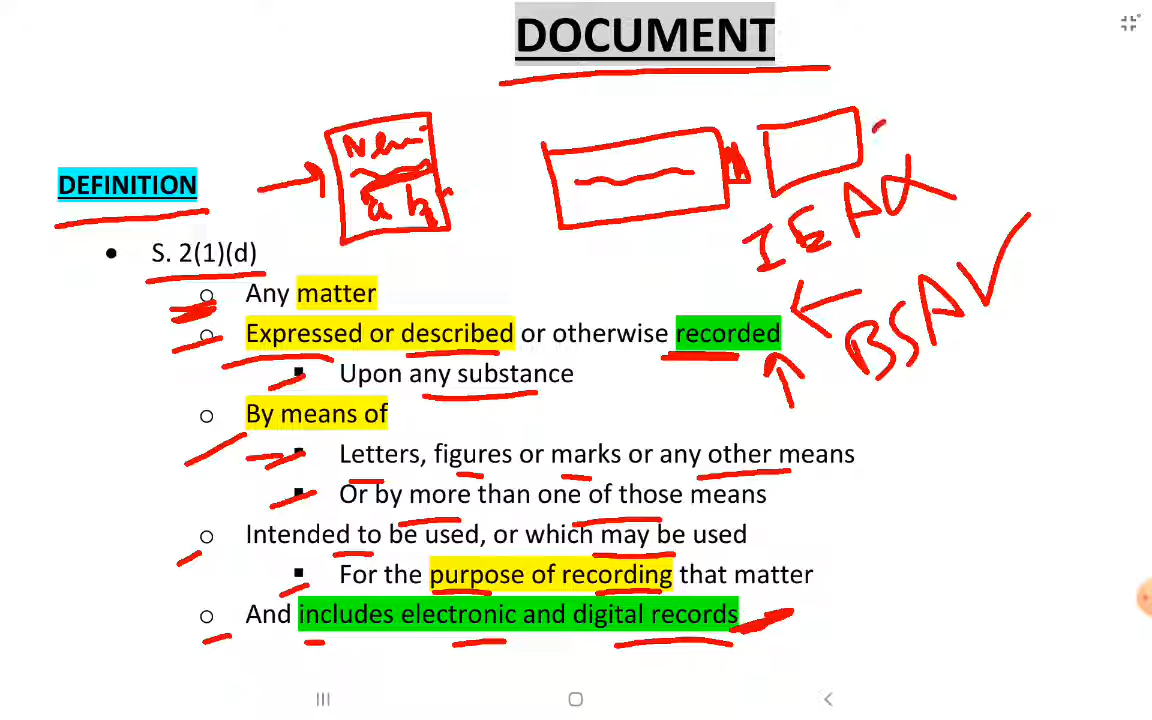 DOCUMENT
DEFINITION
a b
IEA
BSA
• S. 2(1)(d)
o Any matter
o Expressed or described or otherwise recorded
▪ Upon any substance
o By means of
▪ Letters, figures or marks or any other means
▪ Or by more than one of those means
o Intended to be used, or which may be used
▪ For the purpose of recording that matter
o And includes electronic and digital records